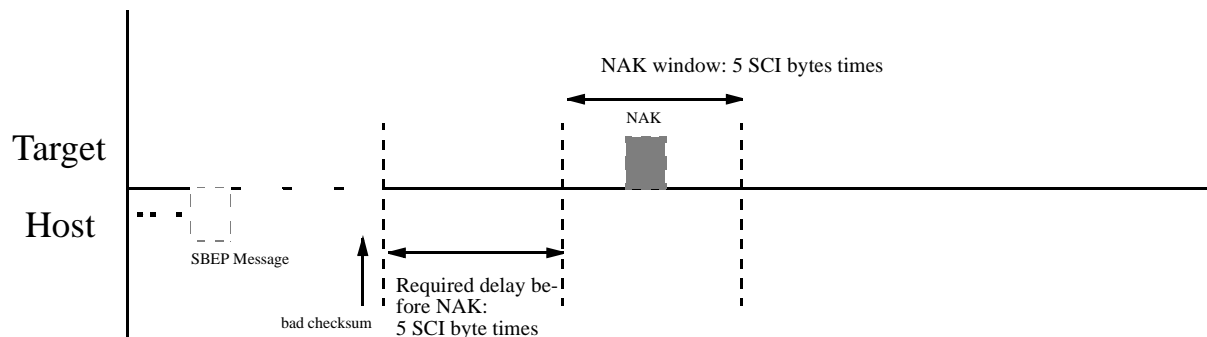 NAK window: 5 SCI bytes times
NAK
Target
Host
SBEP Message
Required delay be-
fore NAK:
5 SCI byte times
bad checksum